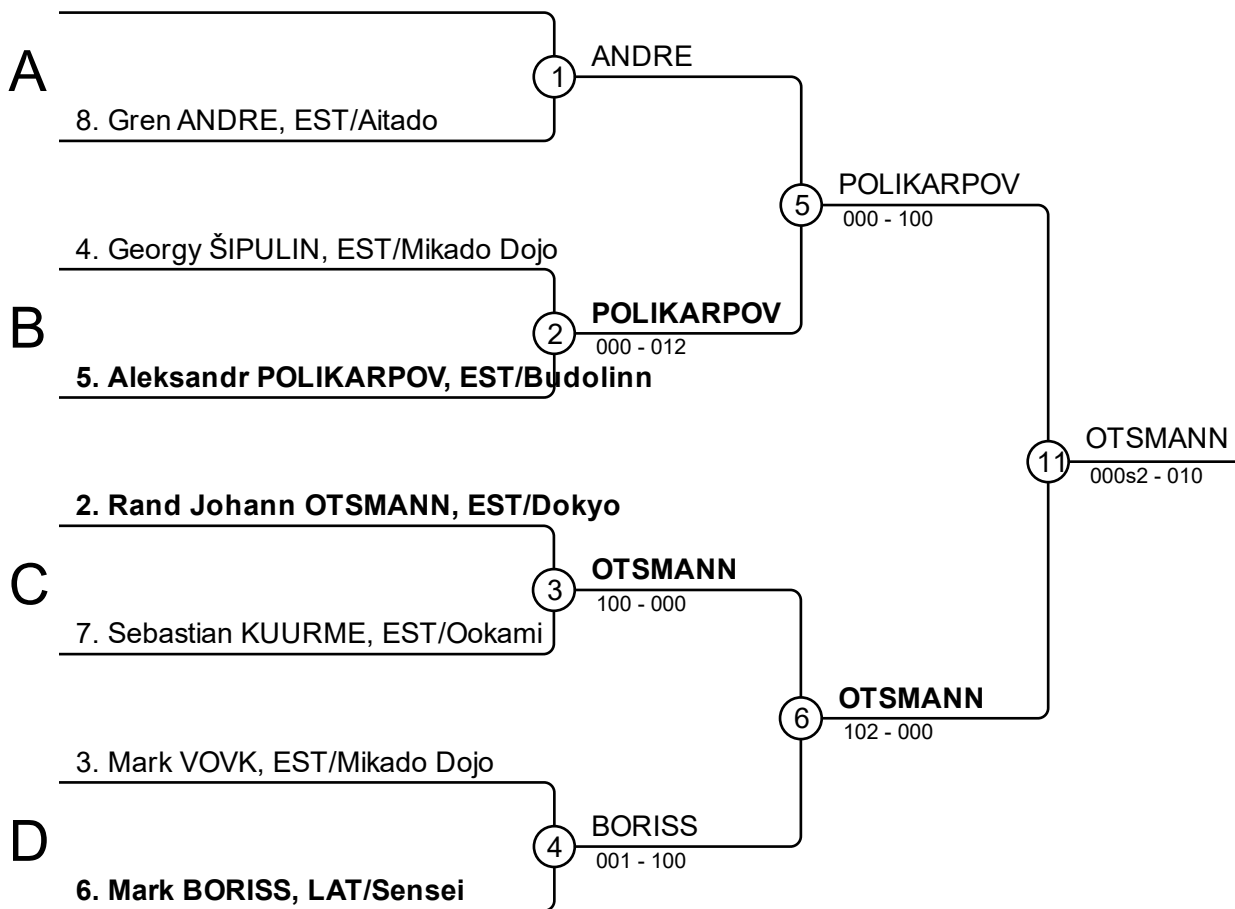 A
1
ANDRE
8. Gren ANDRE, EST/Aitado
5
POLIKARPOV
000 - 100
4. Georgy ŠIPULIN, EST/Mikado Dojo
B
2
POLIKARPOV
000 - 012
5. Aleksandr POLIKARPOV, EST/Budolinn
11
OTSMANN
000s2 - 010
2. Rand Johann OTSMANN, EST/Dokyo
C
3
OTSMANN
100 - 000
7. Sebastian KUURME, EST/Ookami
6
OTSMANN
102 - 000
3. Mark VOVK, EST/Mikado Dojo
D
4
BORISS
001 - 100
6. Mark BORISS, LAT/Sensei